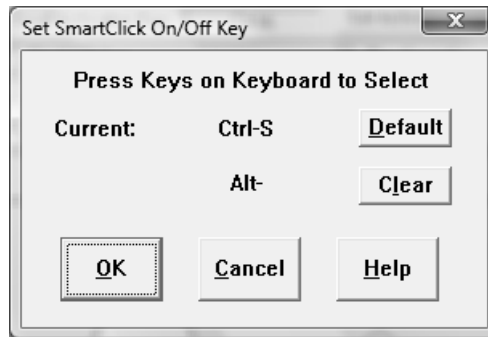 Set SmartClick On/Off Key
Press Keys on Keyboard to Select
Current: Ctrl-S Default
Alt- Clear
OK Cancel Help